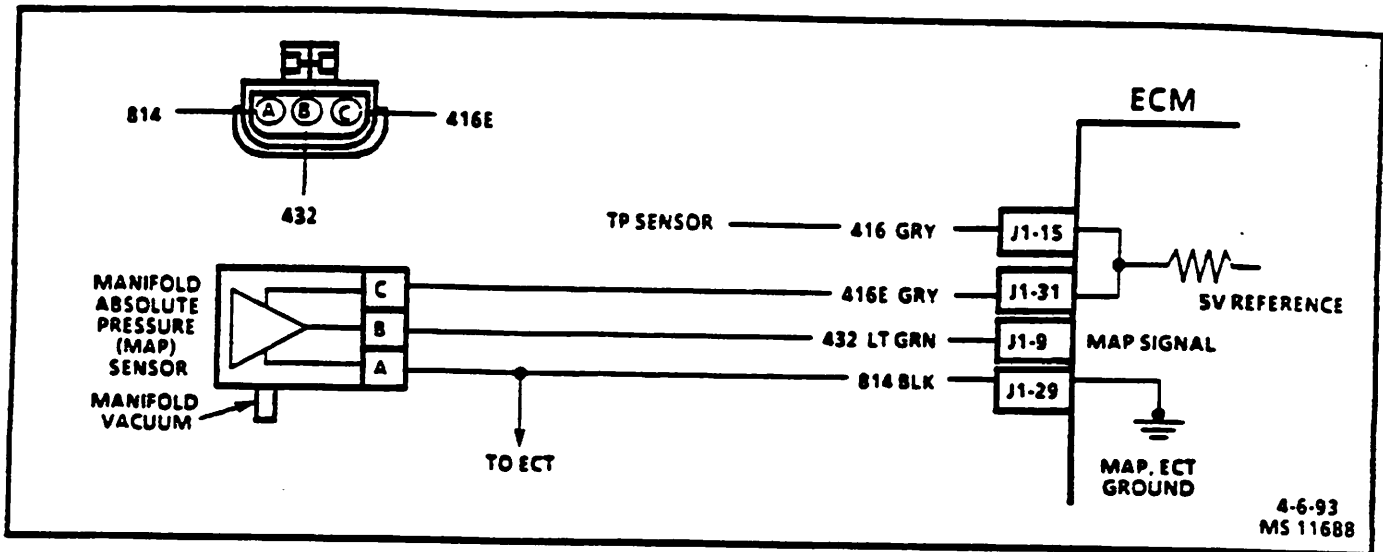 814
A
B
C
416E
432
ECM
TP SENSOR
416 GRY
J1-15
5V REFERENCE
MANIFOLD
ABSOLUTE
PRESSURE
(MAP)
SENSOR
C
B
A
416E GRY
J1-31
432 LT GRN
J1-9
MAP SIGNAL
814 BLK
J1-29
MANIFOLD
VACUUM
TO ECT
MAP, ECT
GROUND
4-6-93
MS 11688